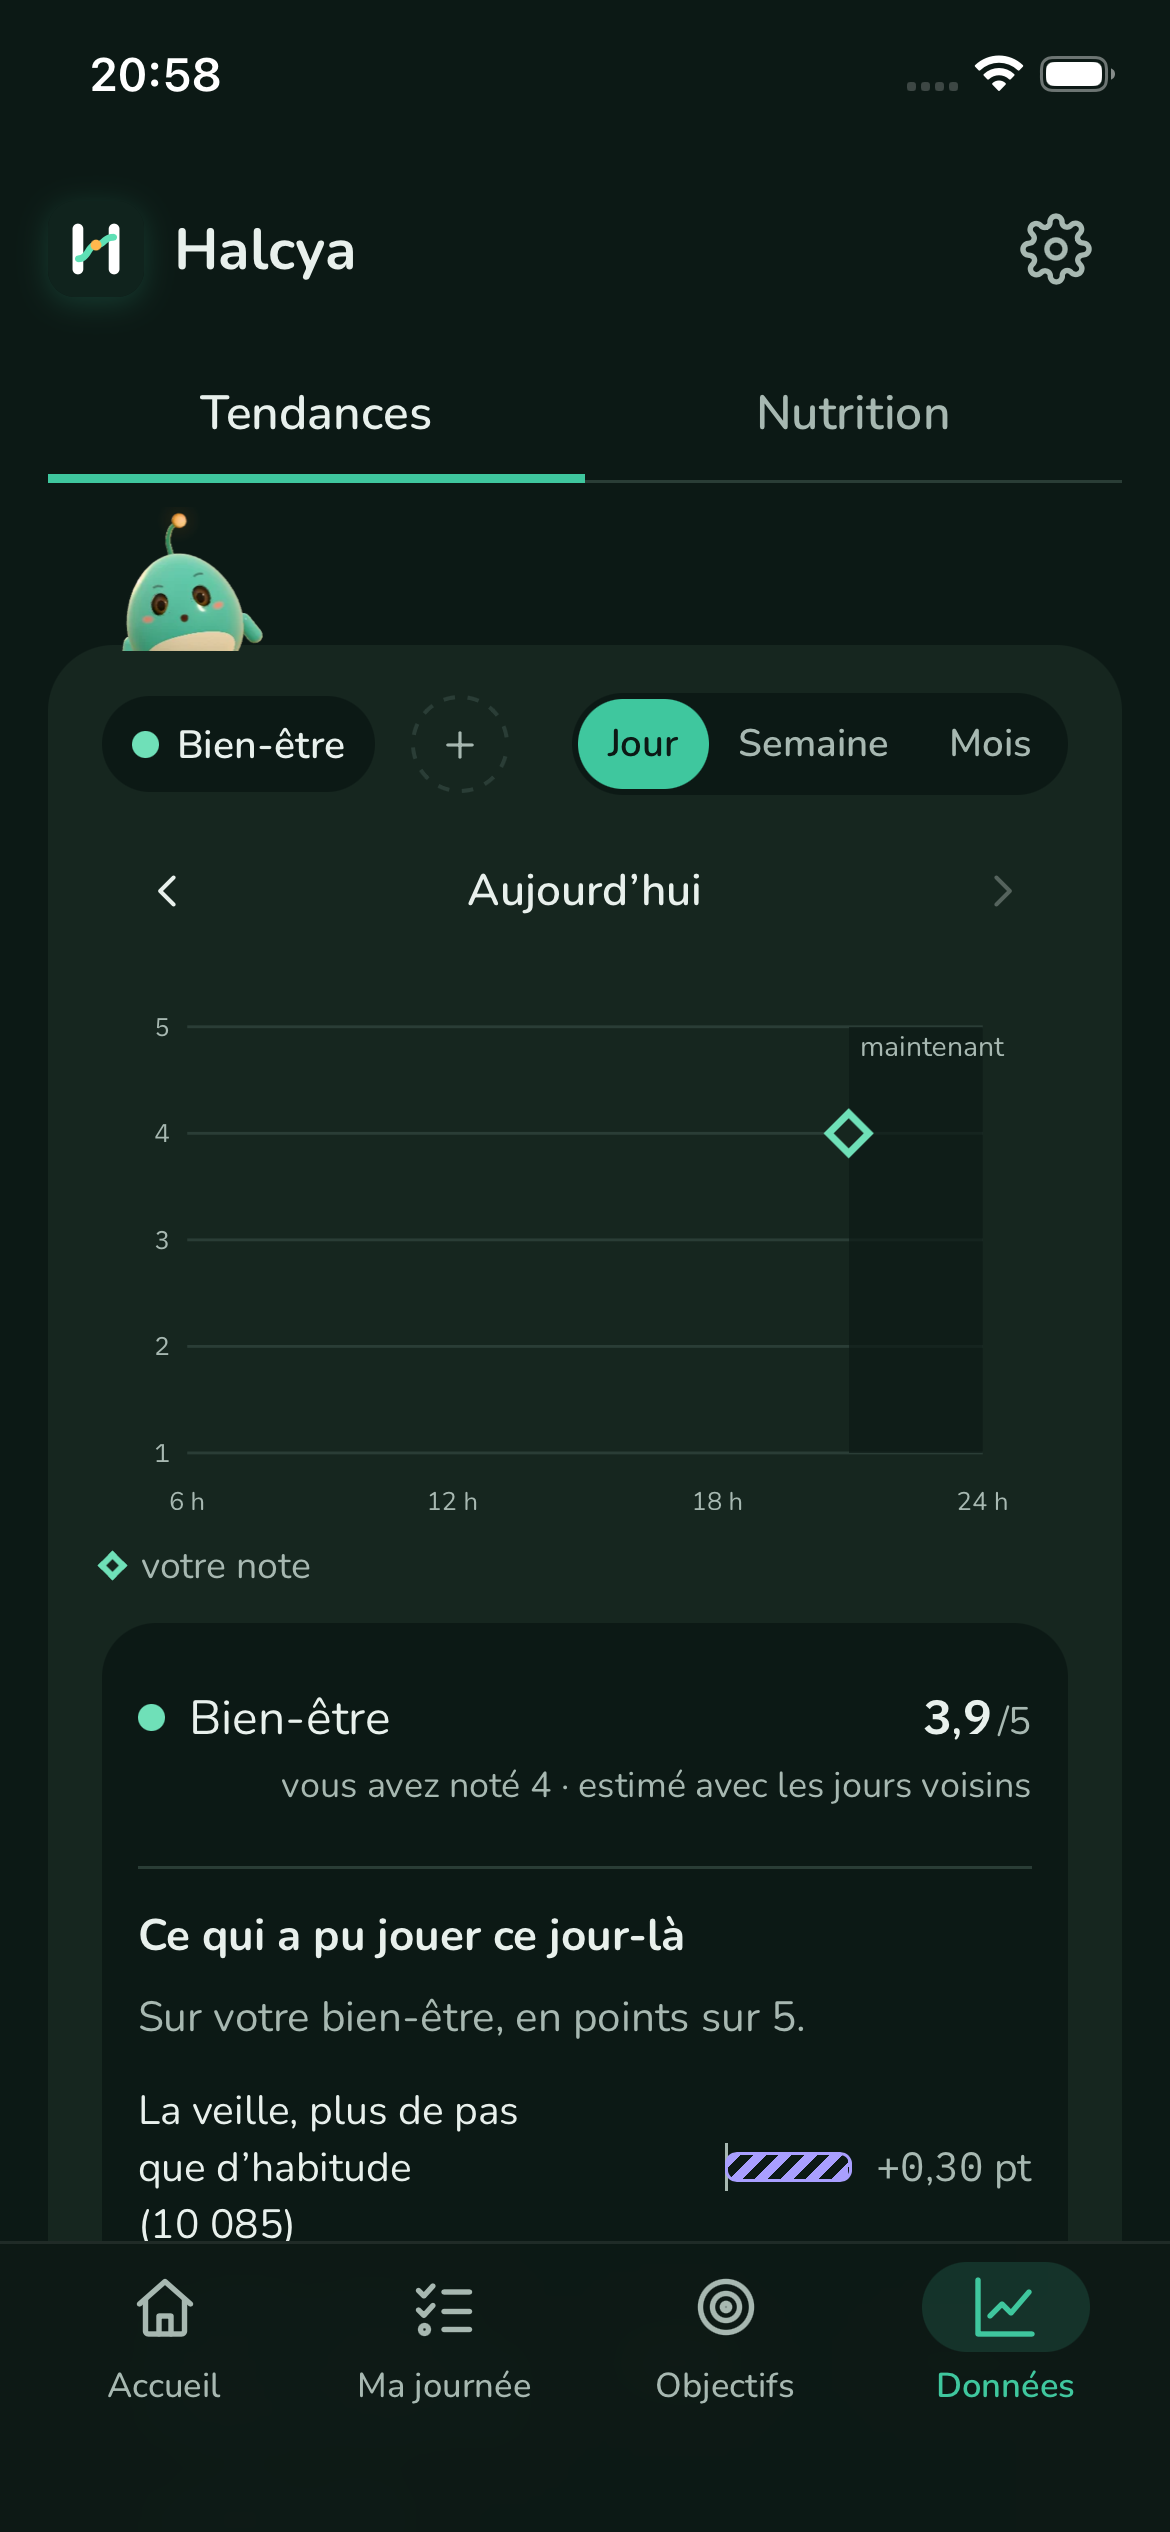 20:58
Halcya
Tendances
Nutrition
Bien-être
+
Jour
Semaine
Mois
Aujourd’hui
5
maintenant
4
3
2
1
6 h
12 h
18 h
24 h
votre note
Bien-être
3,9 /5
vous avez noté 4 · estimé avec les jours voisins
Ce qui a pu jouer ce jour-là
Sur votre bien-être, en points sur 5.
La veille, plus de pas
que d’habitude
(10 085)
+0,30 pt
Accueil
Ma journée
Objectifs
Données